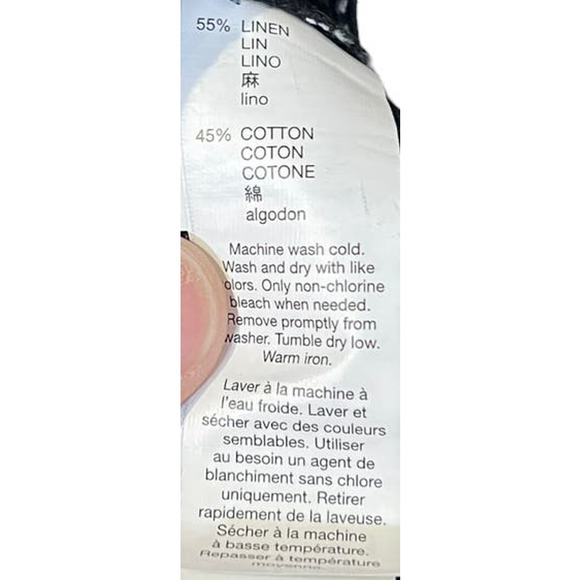 55% LINEN
LIN
LINO
麻
lino
45% COTTON
COTON
COTONE
綿
algodon
Machine wash cold.
Wash and dry with like
olors. Only non-chlorine
bleach when needed.
Remove promptly from
washer. Tumble dry low.
Warm iron.
Laver à la machine à
l'eau froide. Laver et
sécher avec des couleurs
semblables. Utiliser
au besoin un agent de
blanchiment sans chlore
uniquement. Retirer
rapidement de la laveuse.
Sécher à la machine
à basse température.
Repasser à température
moyenne.